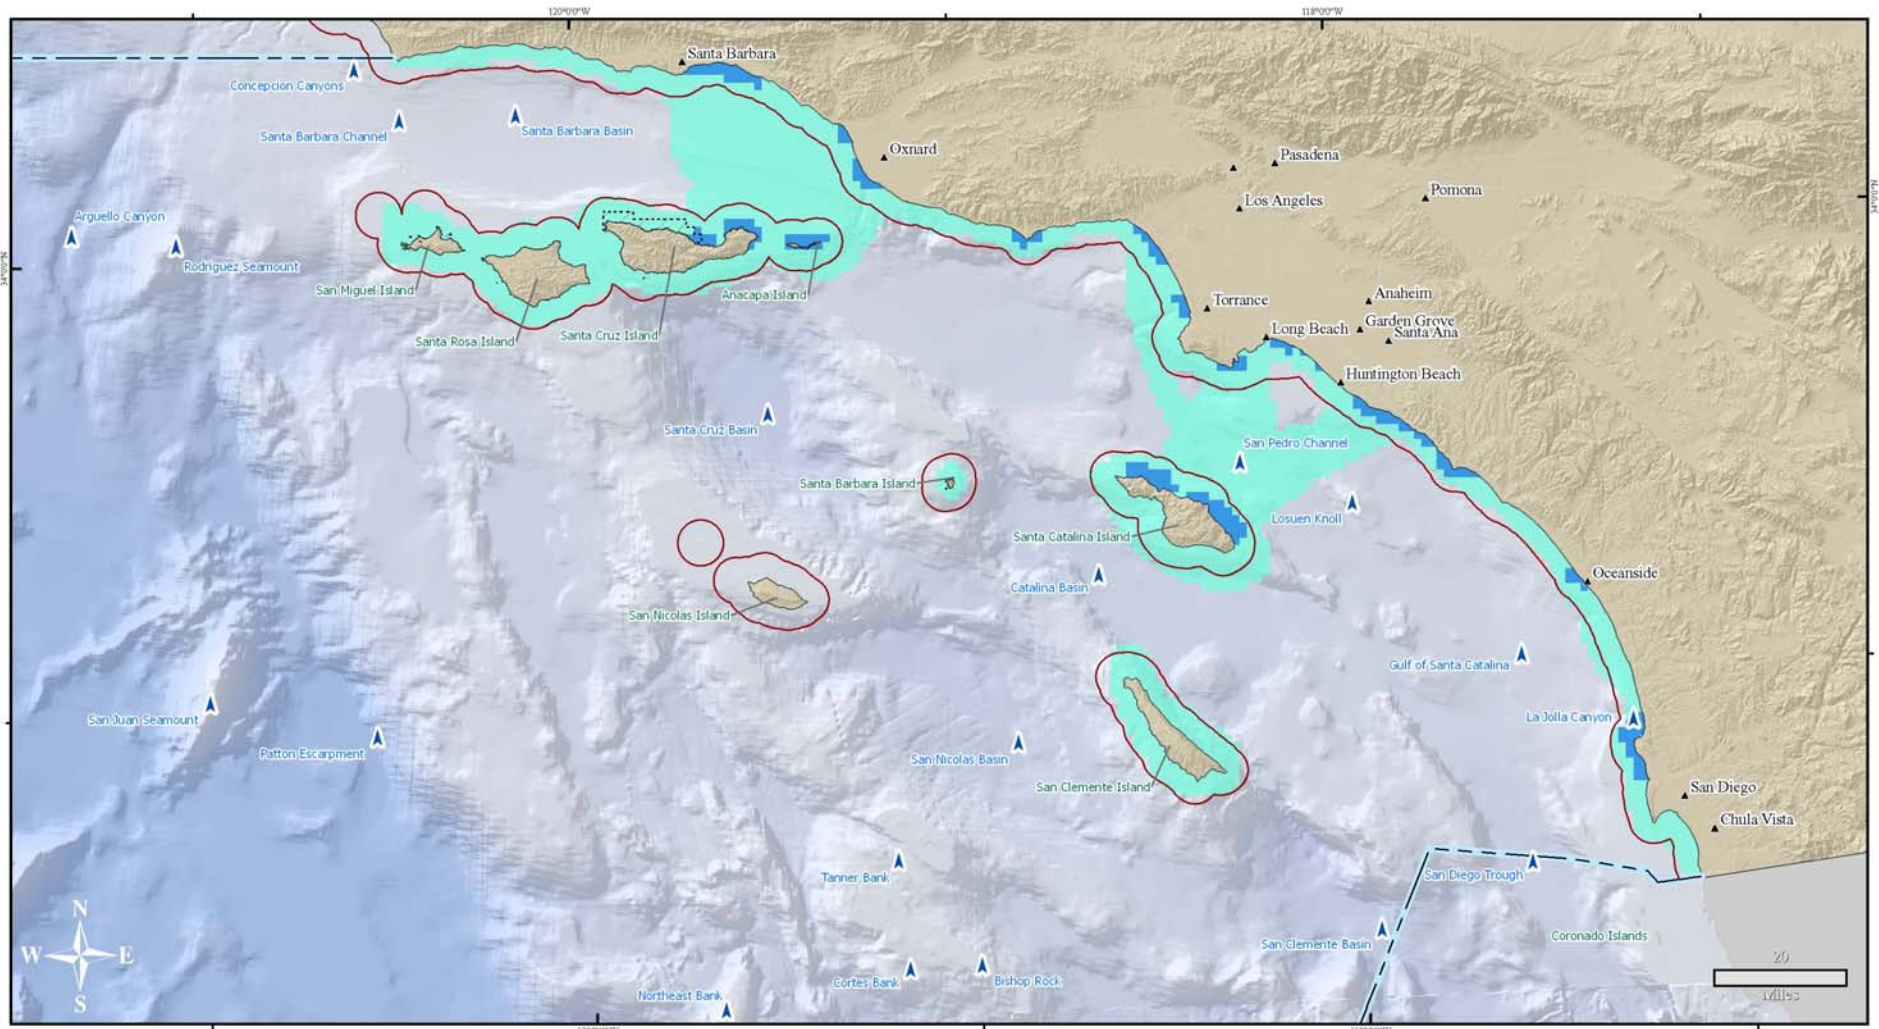 120°0'0"W
118°0'0"W
Santa Barbara
Concepcion Canyons
Santa Barbara Channel
Santa Barbara Basin
Oxnard
Pasadena
Los Angeles
Pomona
Arguello Canyon
Rodriguez Seamount
34°0'0"N
San Miguel Island
Anacapa Island
Santa Rosa Island
Santa Cruz Island
Torrance
Anaheim
Garden Grove
Long Beach
Santa Ana
Huntington Beach
Santa Cruz Basin
San Pedro Channel
Santa Barbara Island
Losuen Knoll
Santa Catalina Island
Catalina Basin
Oceanside
San Nicolas Island
Gulf of Santa Catalina
San Juan Seamount
La Jolla Canyon
Patton Escarpment
San Nicolas Basin
San Clemente Island
San Diego
Chula Vista
Tanner Bank
San Diego Trough
N
W E
S
San Clemente Basin
Coronado Islands
20
Miles
Cortes Bank
Bishop Rock
Northeast Bank